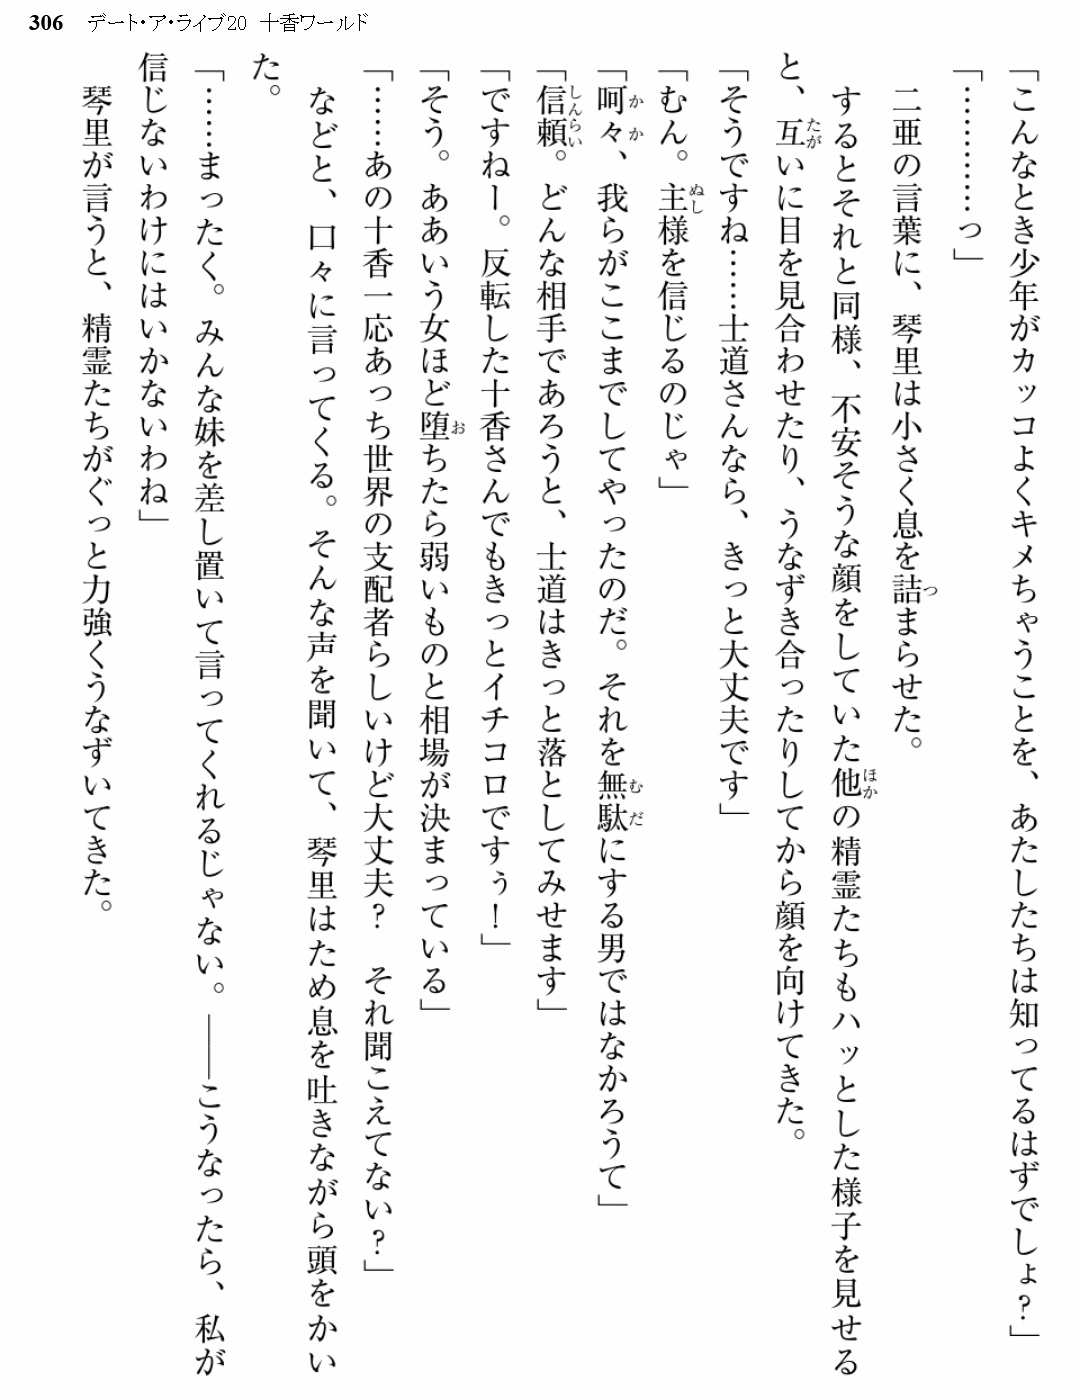 306 デート・ア・ライブ20 十香ワールド
「こんなとき少年がカッコよくキメちゃうことを、あたしたちは知ってるはずでしょ?」
「…………っ」
二亜の言葉に、琴里は小さく息を詰まらせた。
するとそれと同様、不安そうな顔をしていた他の精霊たちもハッとした様子を見せる
と、互いに目を見合わせたり、うなずき合ったりしてから顔を向けてきた。
「そうですね……士道さんなら、きっと大丈夫です」
「むん。主様を信じるのじゃ」
「呵々、我らがここまでしてやったのだ。それを無駄にする男ではなかろうて」
「信頼。どんな相手であろうと、士道はきっと落としてみせます」
「ですねー。反転した十香さんでもきっとイチコロですぅ!」
「そう。ああいう女ほど堕ちたら弱いものと相場が決まっている」
「……あの十香一応あっち世界の支配者らしいけど大丈夫? それ聞こえてない?」
などと、口々に言ってくる。そんな声を聞いて、琴里はため息を吐きながら頭をかい
た。
「……まったく。みんな妹を差し置いて言ってくれるじゃない。――こうなったら、私が
信じないわけにはいかないわね」
琴里が言うと、精霊たちがぐっと力強くうなずいてきた。